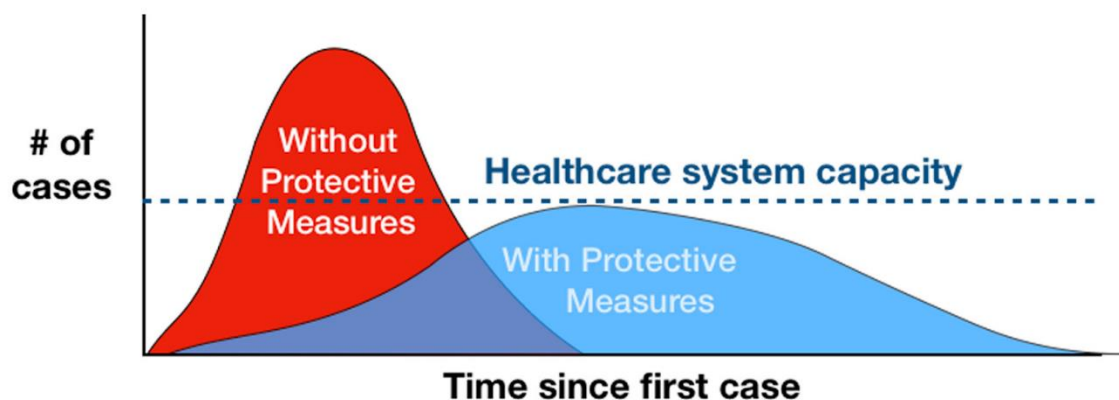 # of
cases
Without
Protective
Measures
Healthcare system capacity
With Protective
Measures
Time since first case